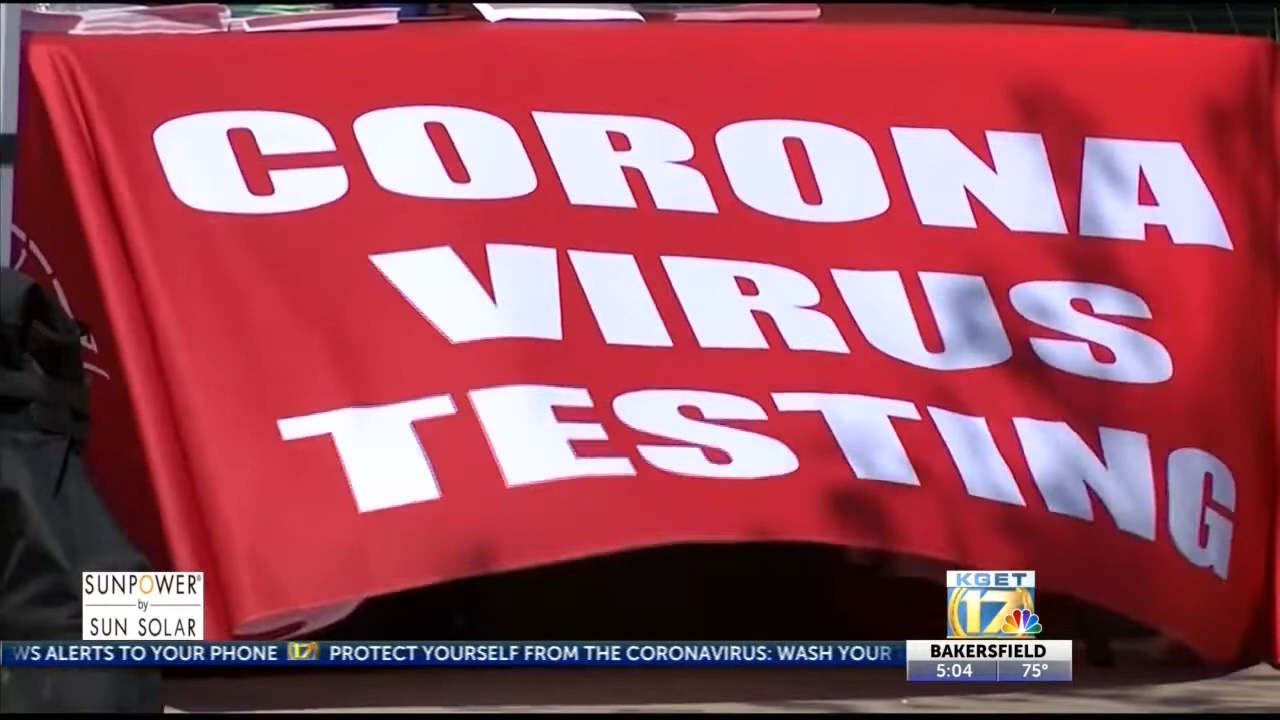 CORONA
VIRUS
TESTING
SUNPOWER®
by
SUN SOLAR
KGET
17
WS ALERTS TO YOUR PHONE 17 PROTECT YOURSELF FROM THE CORONAVIRUS: WASH YOUR
BAKERSFIELD
5:04 75°